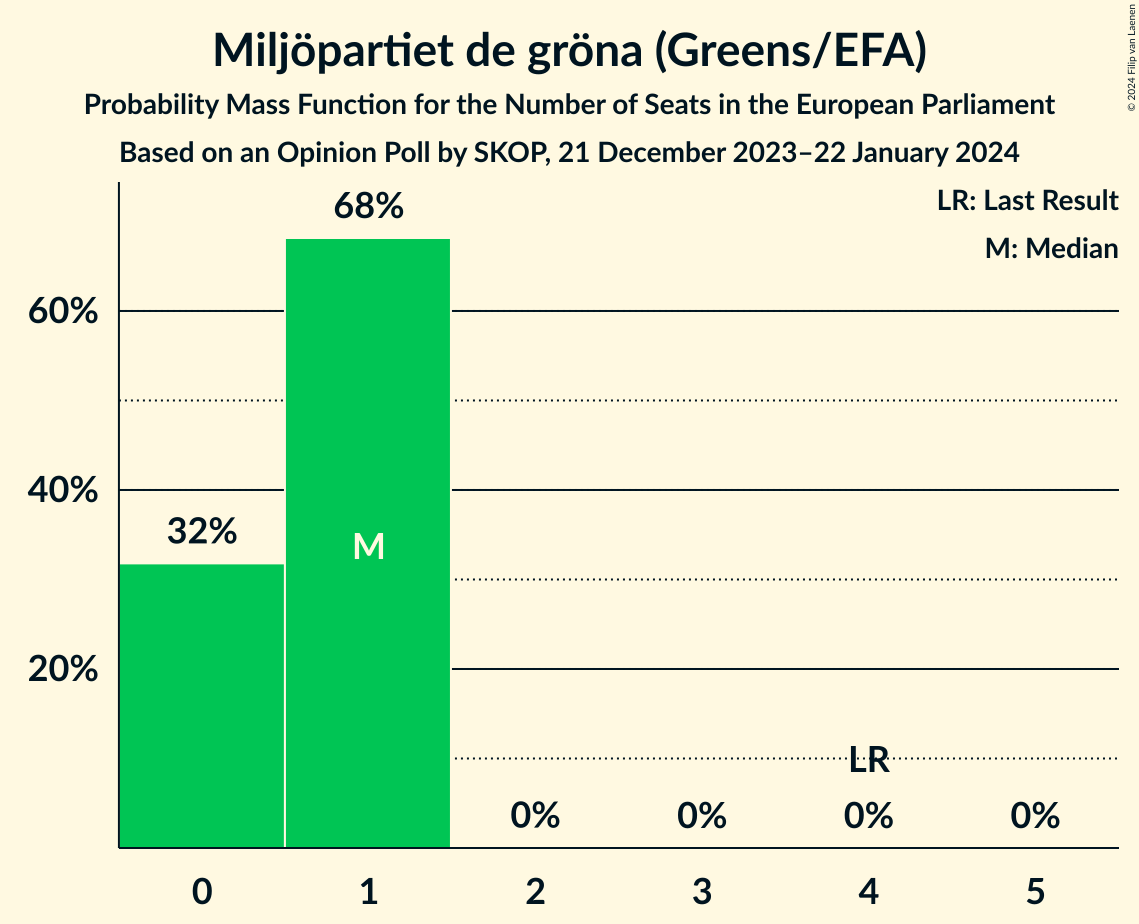 Miljöpartiet de gröna (Greens/EFA)
Probability Mass Function for the Number of Seats in the European Parliament
Based on an Opinion Poll by SKOP, 21 December 2023–22 January 2024
© 2024 Filip van Laenen
LR: Last Result
M: Median
68%
60%
40%
32%
M
20%
LR
0% 0% 0% 0%
0 1 2 3 4 5